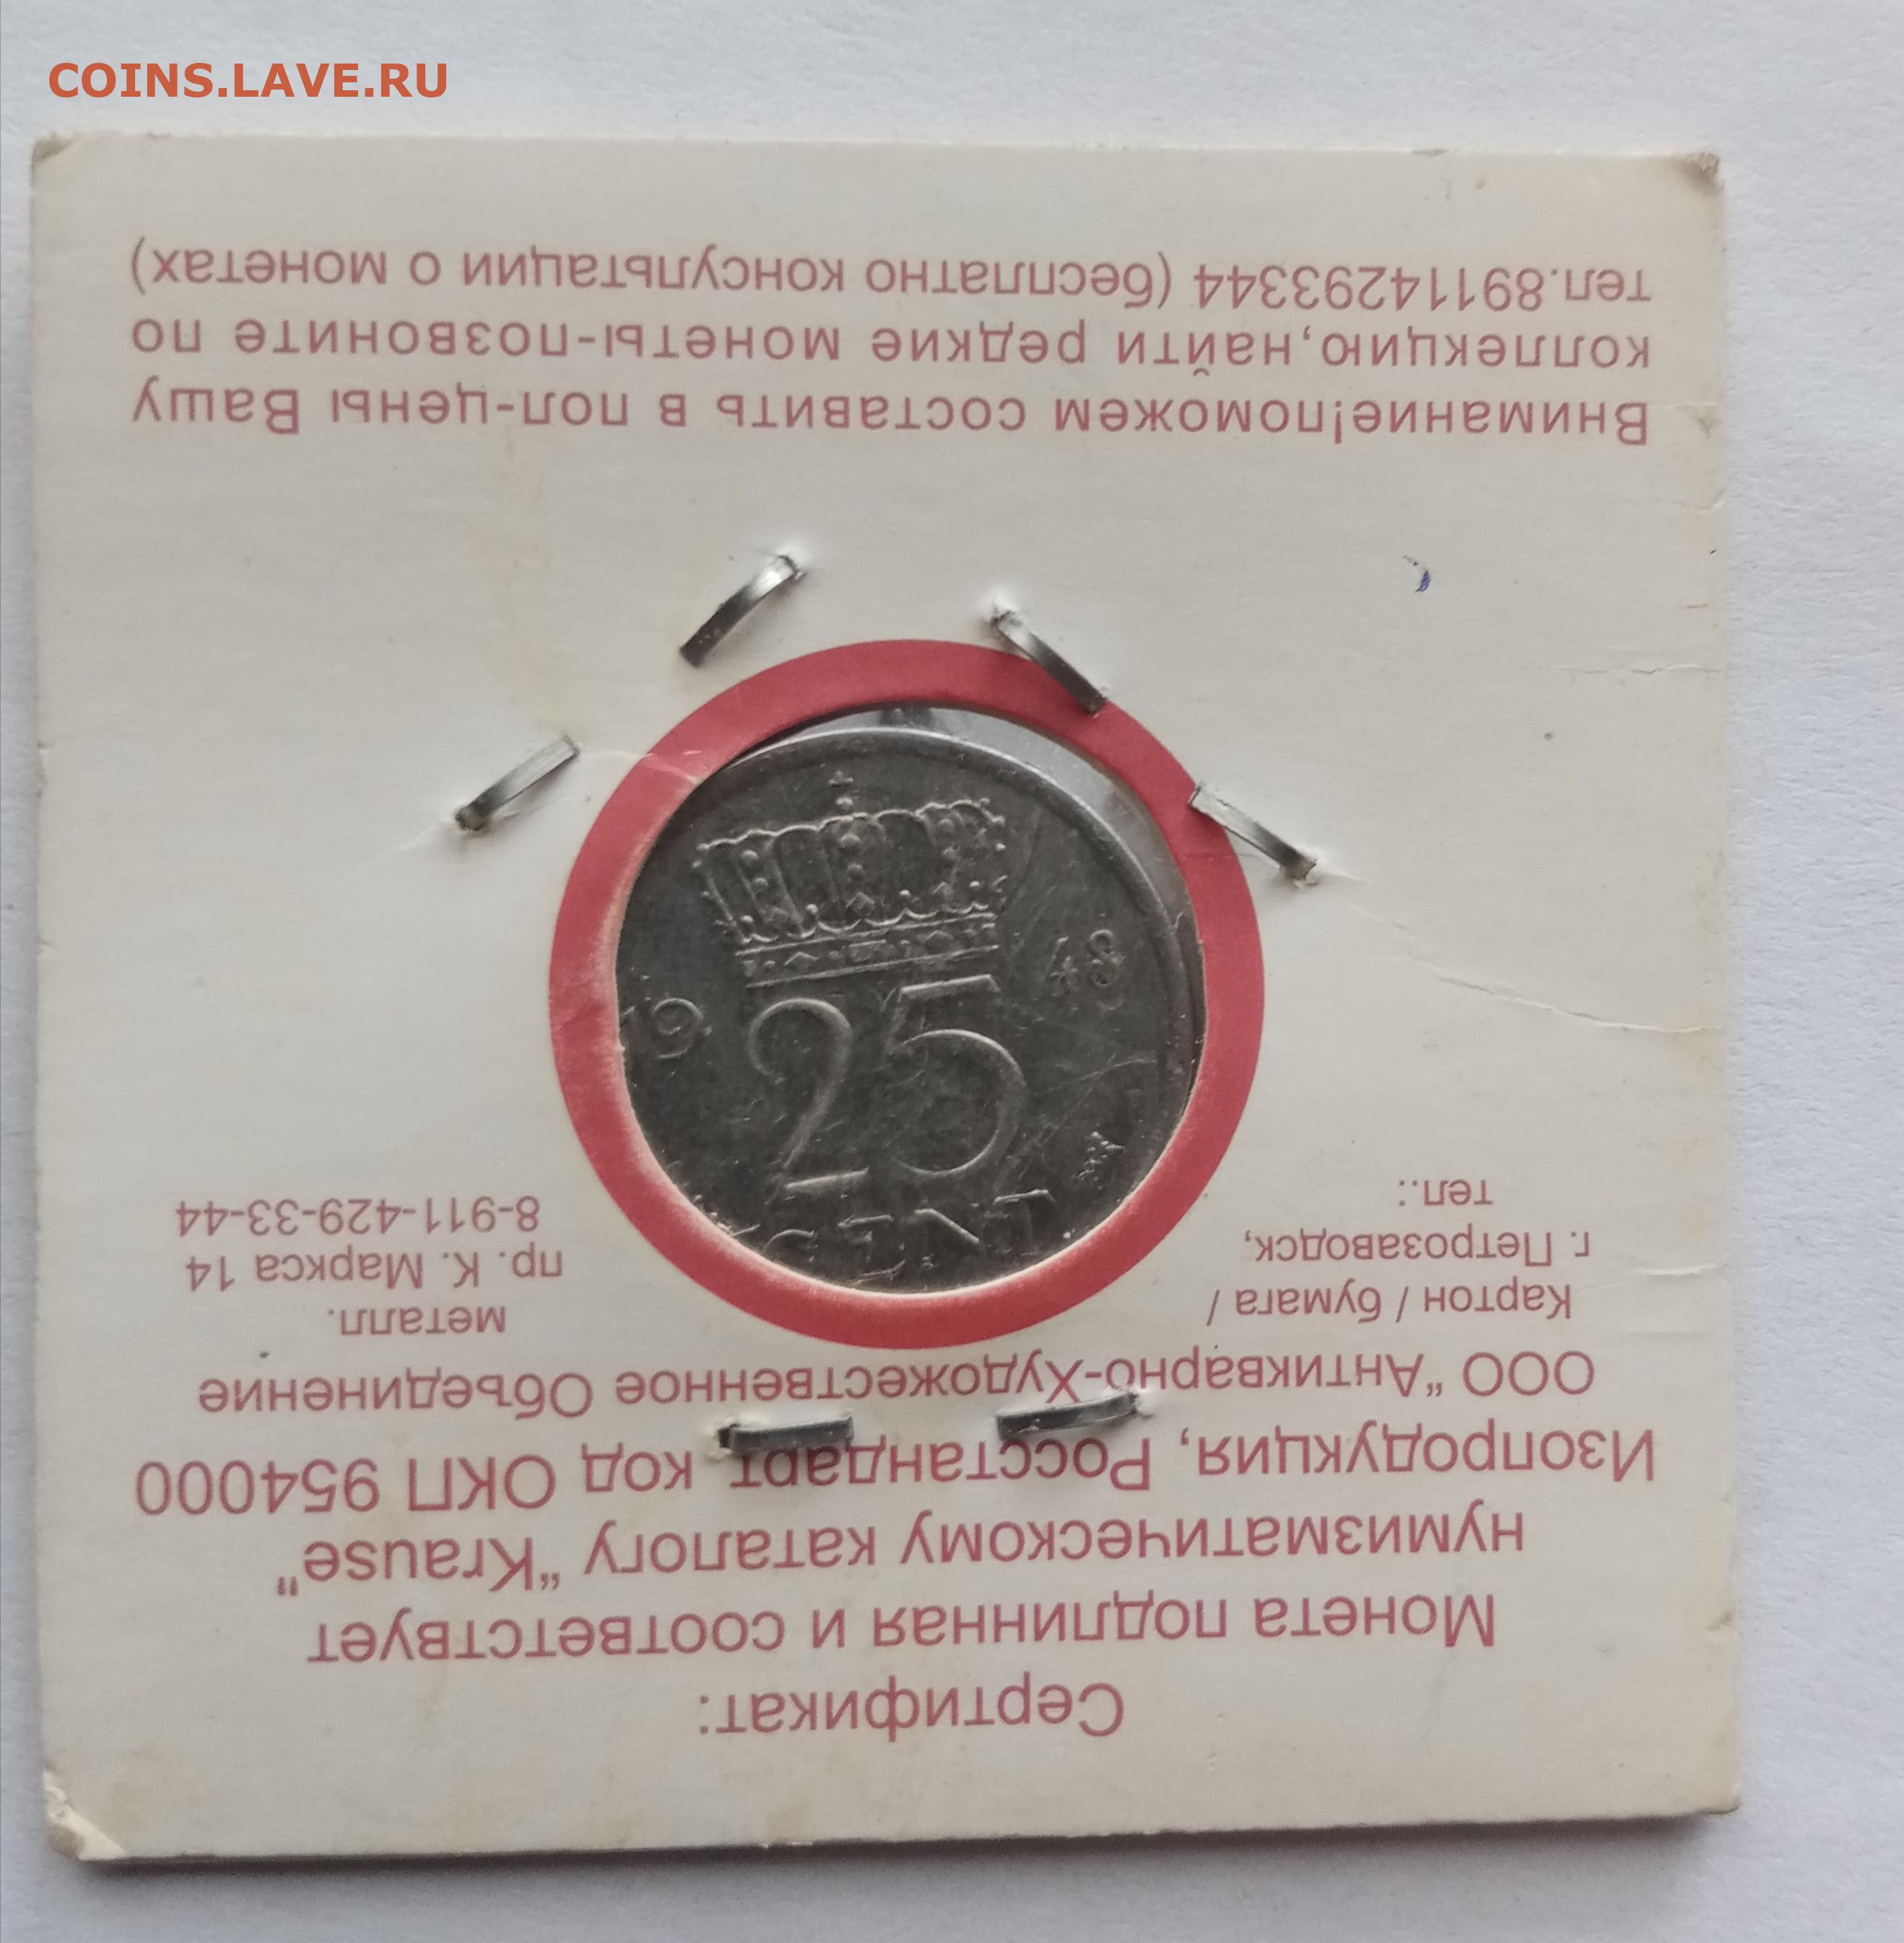 COINS.LAVE.RU
Сертификат:
Монета подлинная и соответствует
нумизматическому каталогу "Krause"
Изопродукция, Росстандарт код ОКП 954000
ООО "Антикварно-Художественное Объединение
Картон / бумага / металл.
г. Петрозаводск, пр. К. Маркса 14
тел.: 8-911-429-33-44
Внимание!поможем составить в пол-цены Вашу
коллекцию,найти редкие монеты-позвоните по
тел.89114293344 (бесплатно консультации о монетах)
19 48
25
CENT